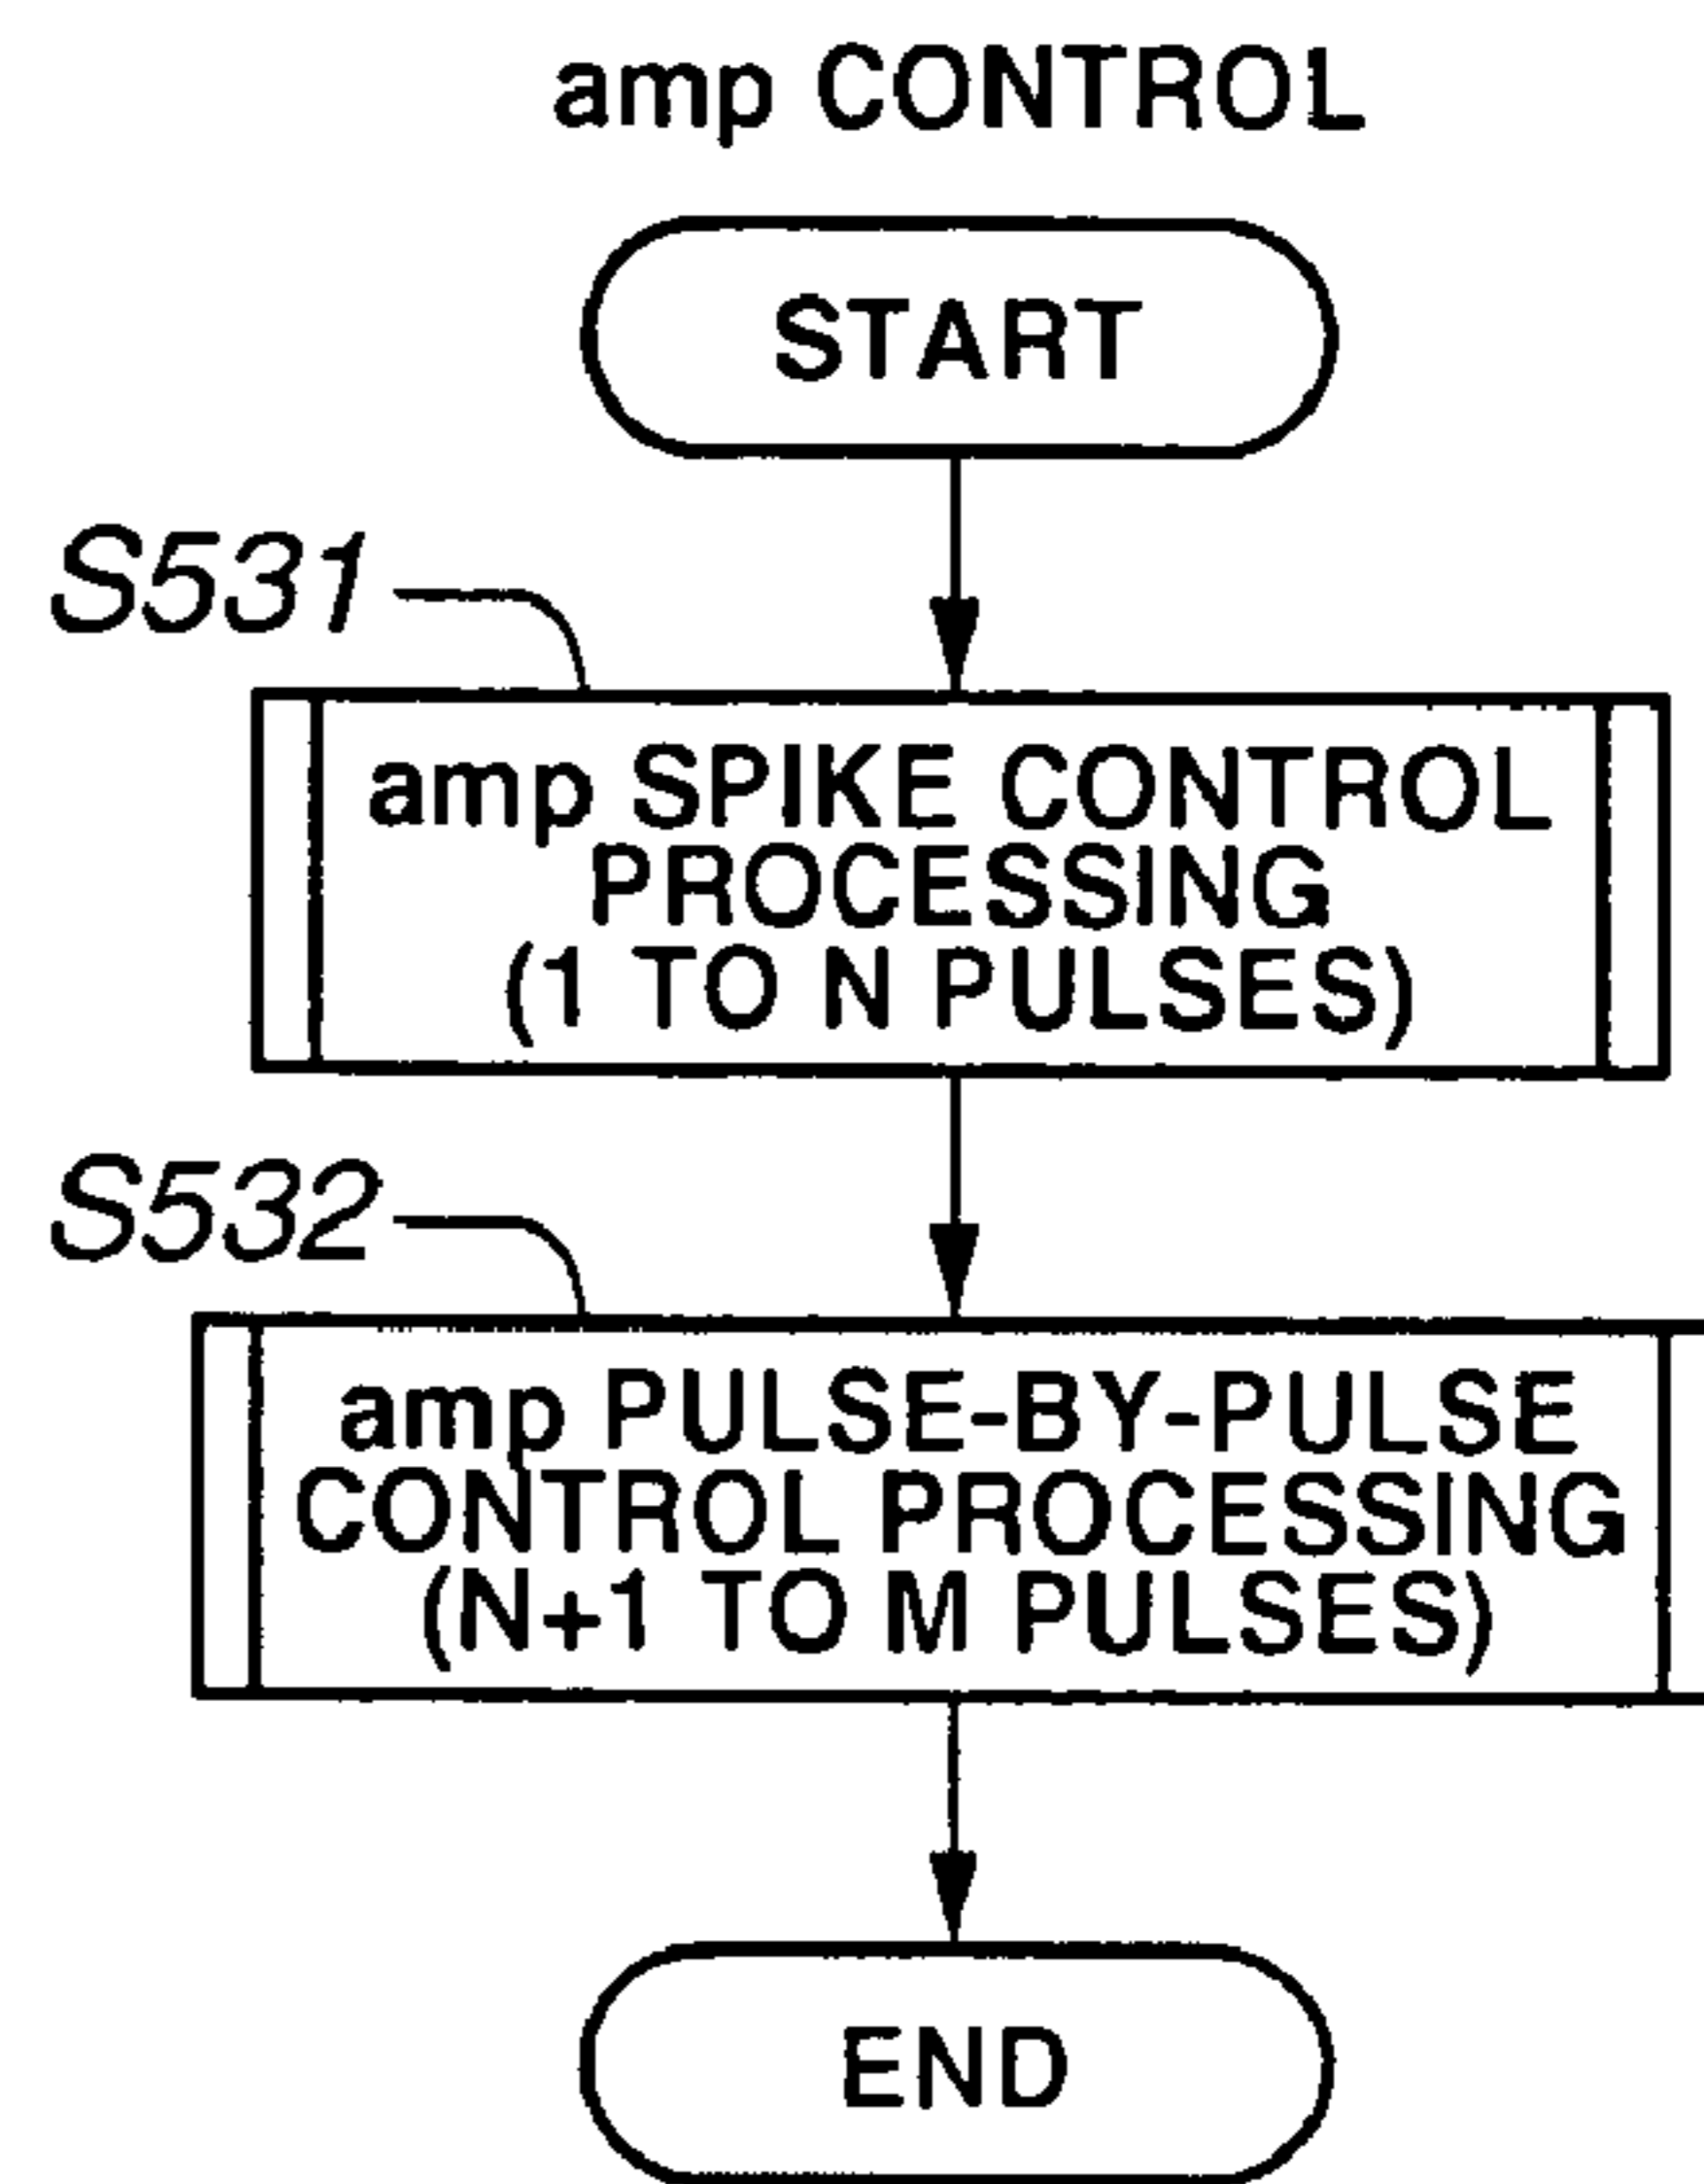 amp CONTROL
START
S531
amp SPIKE CONTROL
PROCESSING
(1 TO N PULSES)
S532
amp PULSE-BY-PULSE
CONTROL PROCESSING
(N+1 TO M PULSES)
END